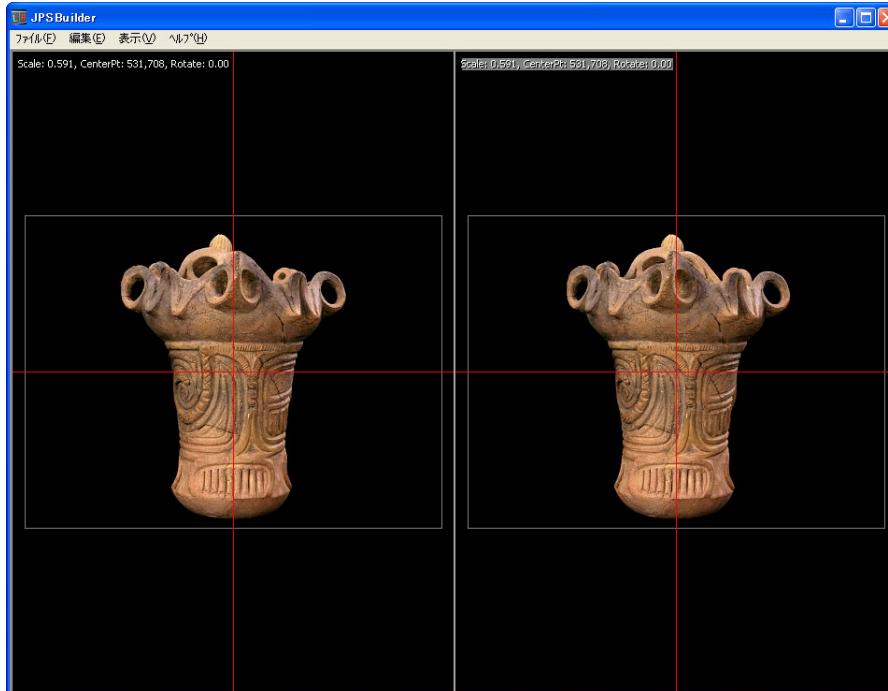 JPSBuilder
ﾌｧｲﾙ(F) 編集(E) 表示(V) ﾍﾙﾌﾟ(H)
Scale: 0.591, CenterPt: 531,708, Rotate: 0.00
Scale: 0.591, CenterPt: 531,708, Rotate: 0.00